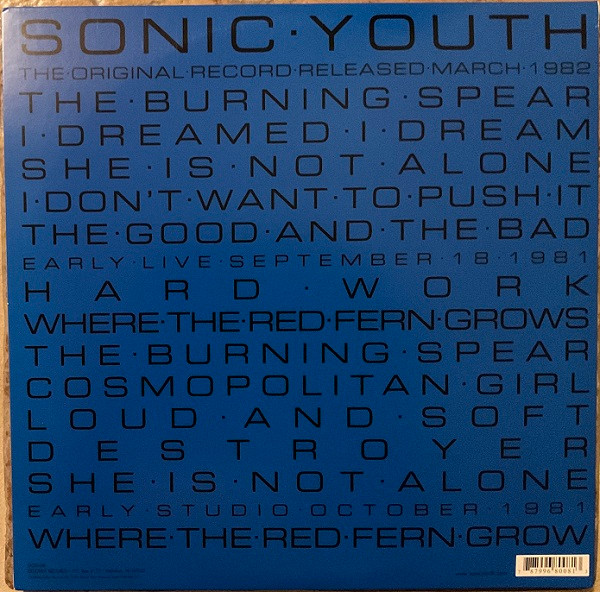 SONIC·YOUTH
THE·ORIGINAL·RECORD·RELEASED·MARCH·1982
THE·BURNING·SPEAR
I·DREAMED·I·DREAM
SHE·IS·NOT·ALONE
I·DON'T·WANT·TO·PUSH·IT
THE·GOOD·AND·THE·BAD
EARLY·LIVE·SEPTEMBER·18·1981
HARD·WORK
WHERE·THE·RED·FERN·GROWS
THE·BURNING·SPEAR
COSMOPOLITAN·GIRL
LOUD·AND·SOFT
DESTROYER
SHE·IS·NOT·ALONE
EARLY·STUDIO·OCTOBER·1981
WHERE·THE·RED·FERN·GROW